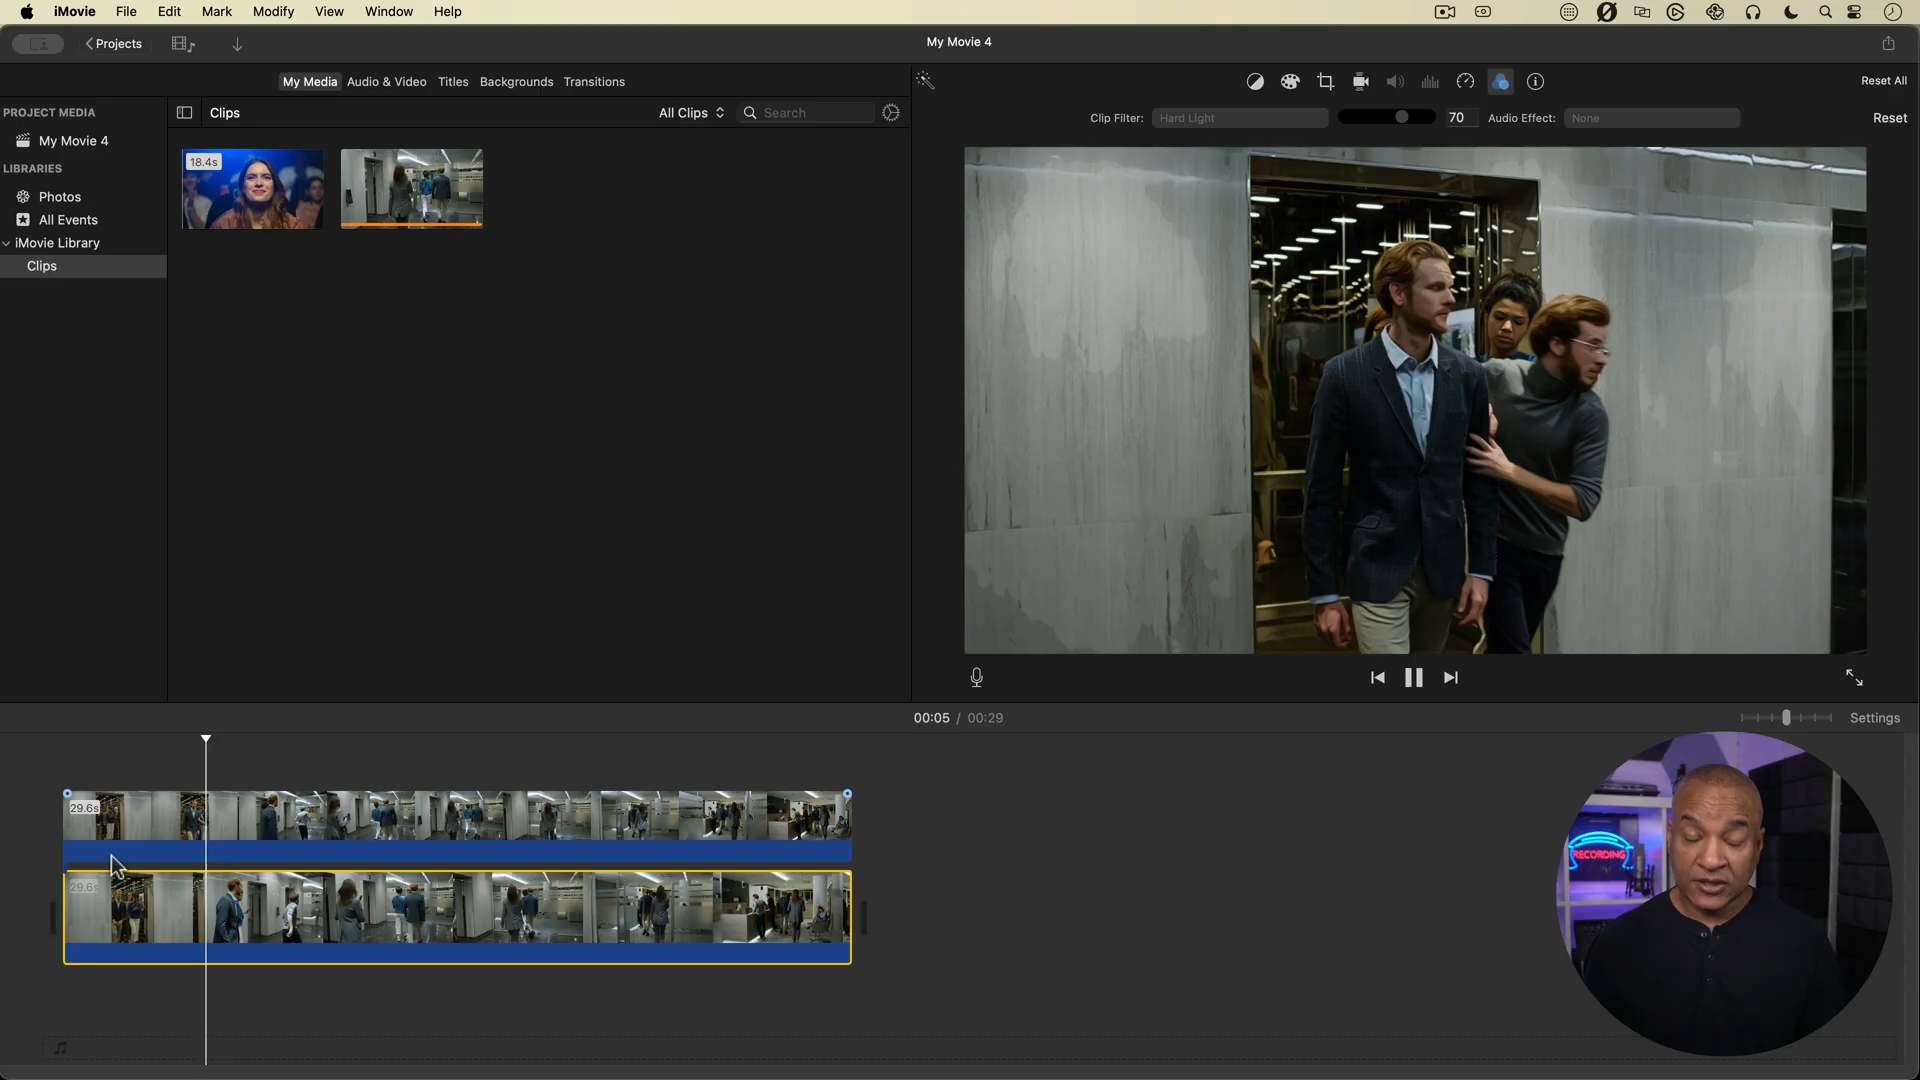 iMovie File Edit Mark Modify View Window Help
Projects
My Movie 4
My Media Audio & Video Titles Backgrounds Transitions
Reset All
PROJECT MEDIA
Clips
All Clips
Search
Clip Filter: Hard Light 70 Audio Effect: None Reset
My Movie 4
LIBRARIES
Photos
All Events
iMovie Library
Clips
18.4s
00:05 / 00:29
Settings
29.6s
29.6s
RECORDING